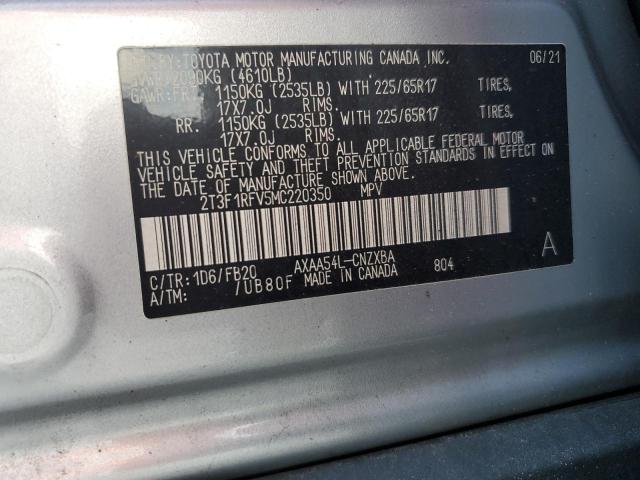 BY:TOYOTA MOTOR MANUFACTURING CANADA INC. 06/21
2090KG (4610LB)
GAWR:FR. 1150KG (2535LB) WITH 225/65R17 TIRES,
17X7.0J RIMS.
RR. 1150KG (2535LB) WITH 225/65R17 TIRES,
17X7.0J RIMS.
THIS VEHICLE CONFORMS TO ALL APPLICABLE FEDERAL MOTOR
VEHICLE SAFETY AND THEFT PREVENTION STANDARDS IN EFFECT
ON THE DATE OF MANUFACTURE SHOWN ABOVE.
2T3F1RFV5MC220350 MPV
C/TR: 1D6/FB20 AXAA54L-CNZXBA 804 A
A/TM: /UB80F MADE IN CANADA